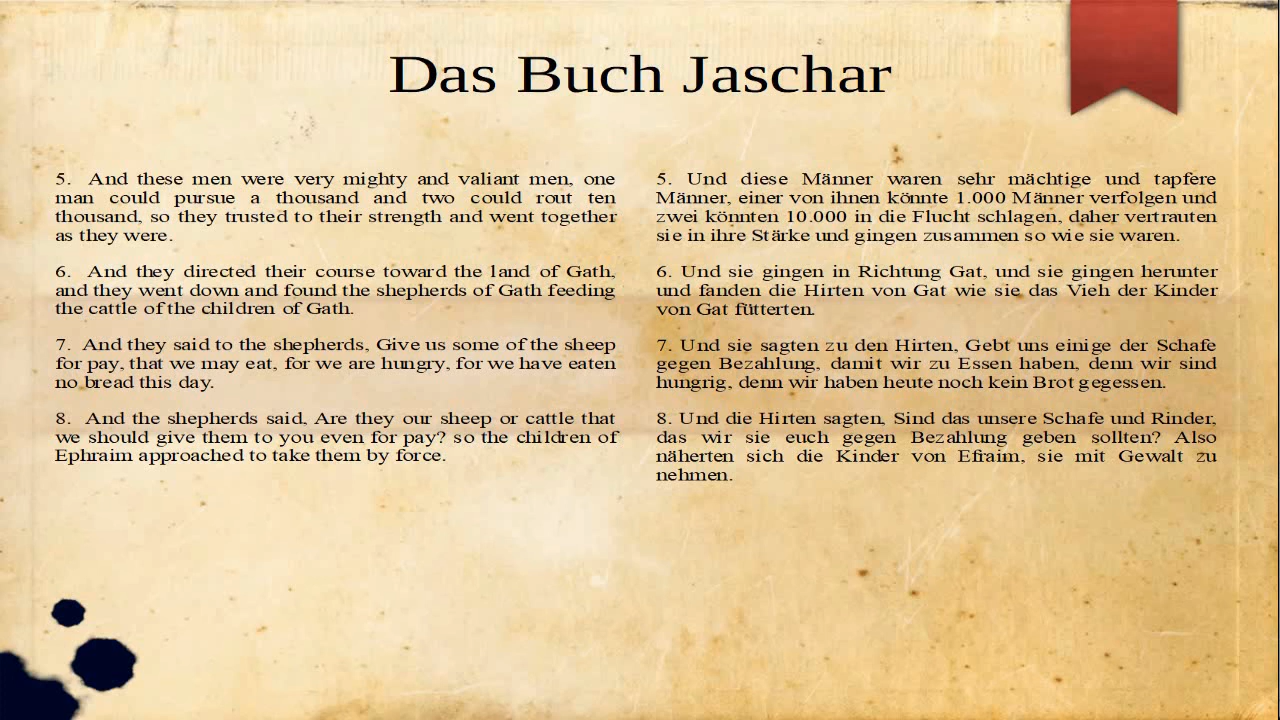 Das Buch Jaschar
5. And these men were very mighty and valiant men, one
man could pursue a thousand and two could rout ten
thousand, so they trusted to their strength and went together
as they were.
6. And they directed their course toward the land of Gath,
and they went down and found the shepherds of Gath feeding
the cattle of the children of Gath.
7. And they said to the shepherds, Give us some of the sheep
for pay, that we may eat, for we are hungry, for we have eaten
no bread this day.
8. And the shepherds said, Are they our sheep or cattle that
we should give them to you even for pay? so the children of
Ephraim approached to take them by force.
5. Und diese Männer waren sehr mächtige und tapfere
Männer, einer von ihnen könnte 1.000 Männer verfolgen und
zwei könnten 10.000 in die Flucht schlagen, daher vertrauten
sie in ihre Stärke und gingen zusammen so wie sie waren.
6. Und sie gingen in Richtung Gat, und sie gingen herunter
und fanden die Hirten von Gat wie sie das Vieh der Kinder
von Gat fütterten.
7. Und sie sagten zu den Hirten, Gebt uns einige der Schafe
gegen Bezahlung, damit wir zu Essen haben, denn wir sind
hungrig, denn wir haben heute noch kein Brot gegessen.
8. Und die Hirten sagten, Sind das unsere Schafe und Rinder,
das wir sie euch gegen Bezahlung geben sollten? Also
näherten sich die Kinder von Efraim, sie mit Gewalt zu
nehmen.